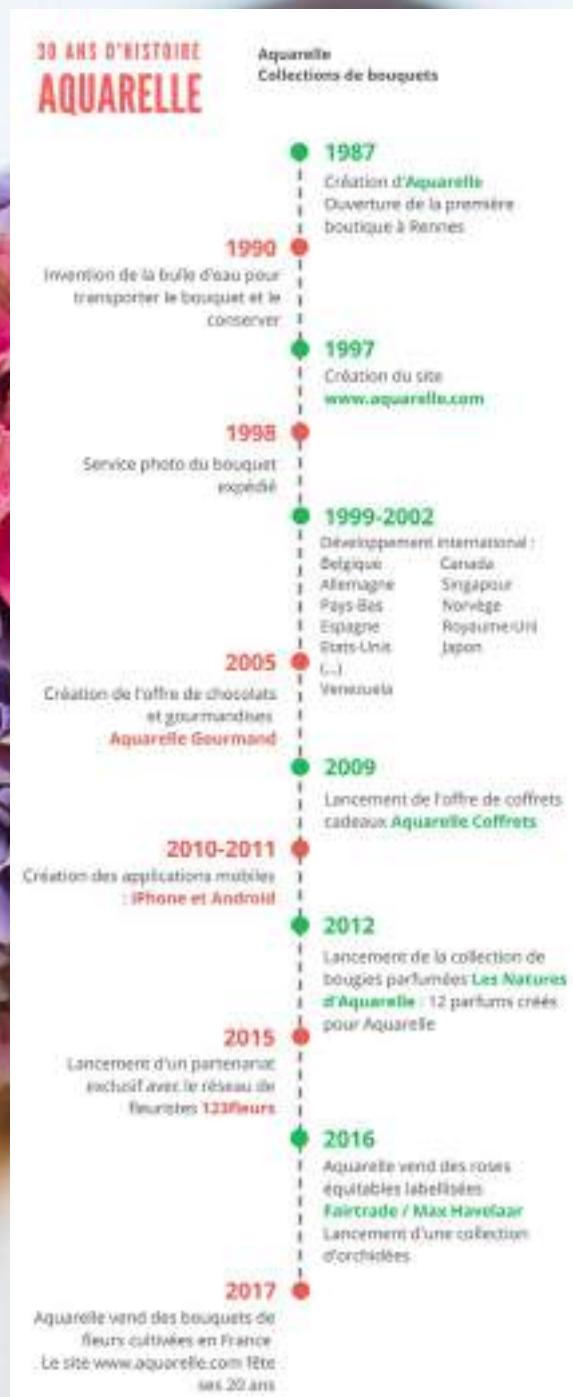 30 ANS D'HISTOIRE
AQUARELLE
Aquarelle
Collections de bouquets
1987
Création d'Aquarelle
Ouverture de la première
boutique à Rennes
1990
Invention de la bulle d'eau pour
transporter le bouquet et le
conserver
1997
Création du site
www.aquarelle.com
1998
Service photo du bouquet
expédié
1999-2002
Développement international :
Belgique Canada
Allemagne Singapour
Pays-Bas Norvège
Espagne Royaume-Uni
Etats-Unis Japon
(...)
Venezuela
2005
Création de l'offre de chocolats
et gourmandises
Aquarelle Gourmand
2009
Lancement de l'offre de coffrets
cadeaux Aquarelle Coffrets
2010-2011
Création des applications mobiles
: iPhone et Android
2012
Lancement de la collection de
bougies parfumées Les Natures
d'Aquarelle : 12 parfums créés
pour Aquarelle
2015
Lancement d'un partenariat
exclusif avec le réseau de
fleuristes 123fleurs
2016
Aquarelle vend des roses
équitables labellisées
Fairtrade / Max Havelaar
Lancement d'une collection
d'orchidées
2017
Aquarelle vend des bouquets de
fleurs cultivées en France
Le site www.aquarelle.com fête
ses 20 ans